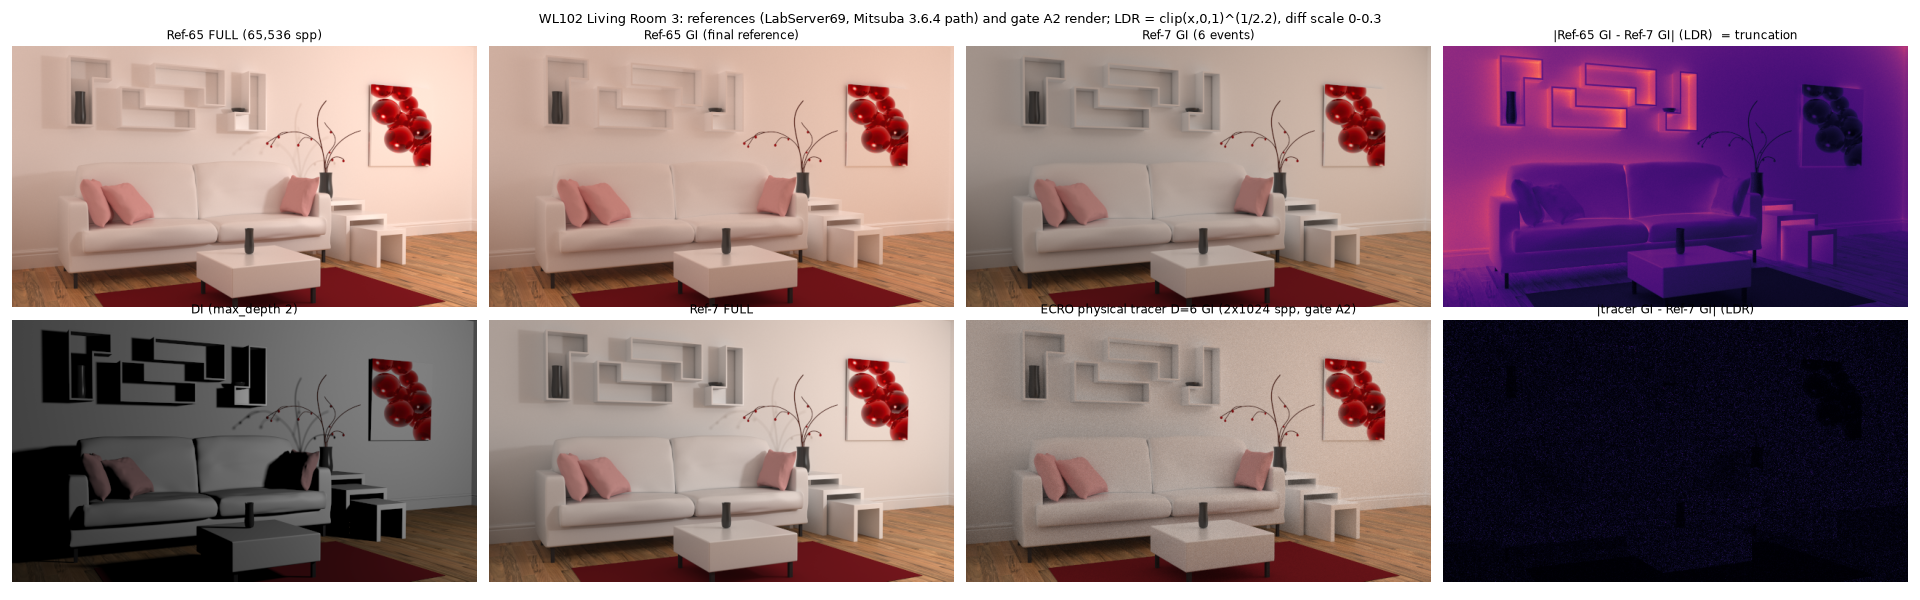 WL102 Living Room 3: references (LabServer69, Mitsuba 3.6.4 path) and gate A2 render; LDR = clip(x,0,1)^(1/2.2), diff scale 0-0.3
Ref-65 FULL (65,536 spp)
Ref-65 GI (final reference)
Ref-7 GI (6 events)
|Ref-65 GI - Ref-7 GI| (LDR)  = truncation
DI (max_depth 2)
Ref-7 FULL
ECRO physical tracer D=6 GI (2x1024 spp, gate A2)
|tracer GI - Ref-7 GI| (LDR)